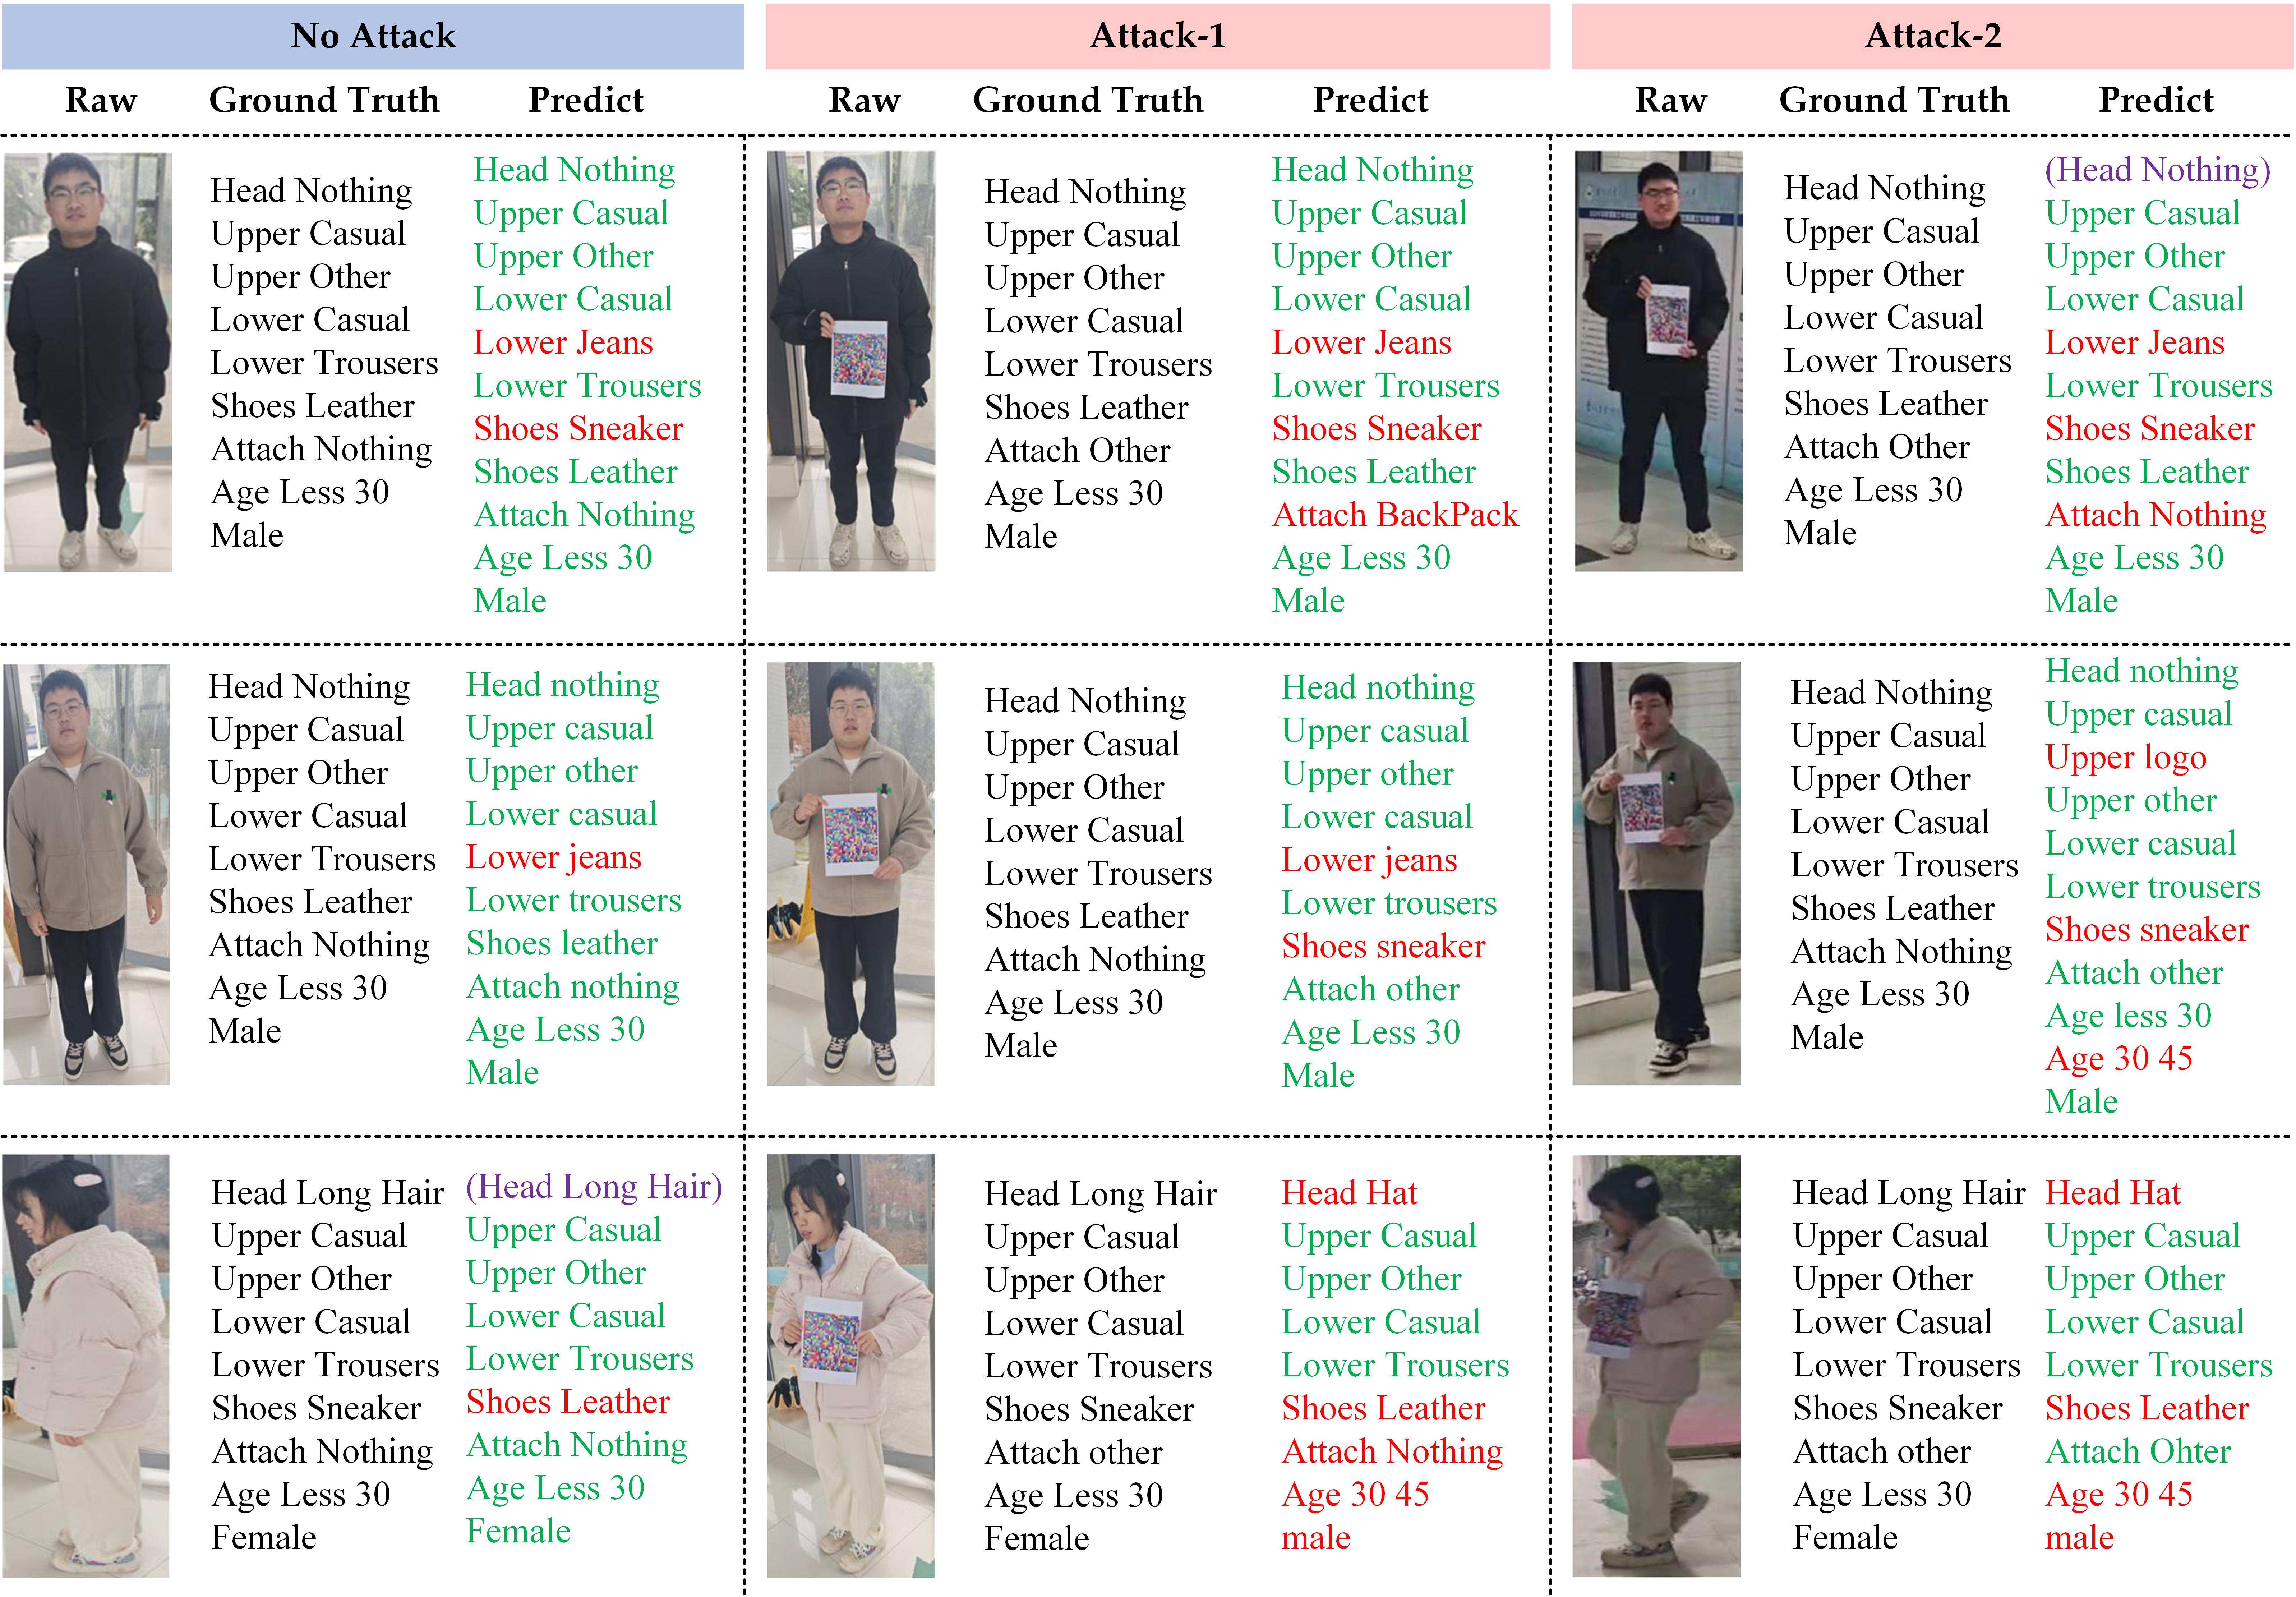 No Attack
Attack-1
Attack-2
Raw Ground Truth Predict
Raw Ground Truth Predict
Raw Ground Truth Predict
Head Nothing
Upper Casual
Upper Other
Lower Casual
Lower Trousers
Shoes Leather
Attach Nothing
Age Less 30
Male
Head Nothing
Upper Casual
Upper Other
Lower Casual
Lower Jeans
Lower Trousers
Shoes Sneaker
Shoes Leather
Attach Nothing
Age Less 30
Male
Head Nothing
Upper Casual
Upper Other
Lower Casual
Lower Trousers
Shoes Leather
Attach Other
Age Less 30
Male
Head Nothing
Upper Casual
Upper Other
Lower Casual
Lower Jeans
Lower Trousers
Shoes Sneaker
Shoes Leather
Attach BackPack
Age Less 30
Male
Head Nothing
Upper Casual
Upper Other
Lower Casual
Lower Trousers
Shoes Leather
Attach Other
Age Less 30
Male
(Head Nothing)
Upper Casual
Upper Other
Lower Casual
Lower Jeans
Lower Trousers
Shoes Sneaker
Shoes Leather
Attach Nothing
Age Less 30
Male
Head Nothing
Upper Casual
Upper Other
Lower Casual
Lower Trousers
Shoes Leather
Attach Nothing
Age Less 30
Male
Head nothing
Upper casual
Upper other
Lower casual
Lower jeans
Lower trousers
Shoes leather
Attach nothing
Age Less 30
Male
Head Nothing
Upper Casual
Upper Other
Lower Casual
Lower Trousers
Shoes Leather
Attach Nothing
Age Less 30
Male
Head nothing
Upper casual
Upper other
Lower casual
Lower jeans
Lower trousers
Shoes sneaker
Attach other
Age Less 30
Male
Head Nothing
Upper Casual
Upper Other
Lower Casual
Lower Trousers
Shoes Leather
Attach Nothing
Age Less 30
Male
Head nothing
Upper casual
Upper logo
Upper other
Lower casual
Lower trousers
Shoes sneaker
Attach other
Age less 30
Age 30 45
Male
Head Long Hair
Upper Casual
Upper Other
Lower Casual
Lower Trousers
Shoes Sneaker
Attach Nothing
Age Less 30
Female
(Head Long Hair)
Upper Casual
Upper Other
Lower Casual
Lower Trousers
Shoes Leather
Attach Nothing
Age Less 30
Female
Head Long Hair
Upper Casual
Upper Other
Lower Casual
Lower Trousers
Shoes Sneaker
Attach other
Age Less 30
Female
Head Hat
Upper Casual
Upper Other
Lower Casual
Lower Trousers
Shoes Leather
Attach Nothing
Age 30 45
male
Head Long Hair
Upper Casual
Upper Other
Lower Casual
Lower Trousers
Shoes Sneaker
Attach other
Age Less 30
Female
Head Hat
Upper Casual
Upper Other
Lower Casual
Lower Trousers
Shoes Leather
Attach Ohter
Age 30 45
male